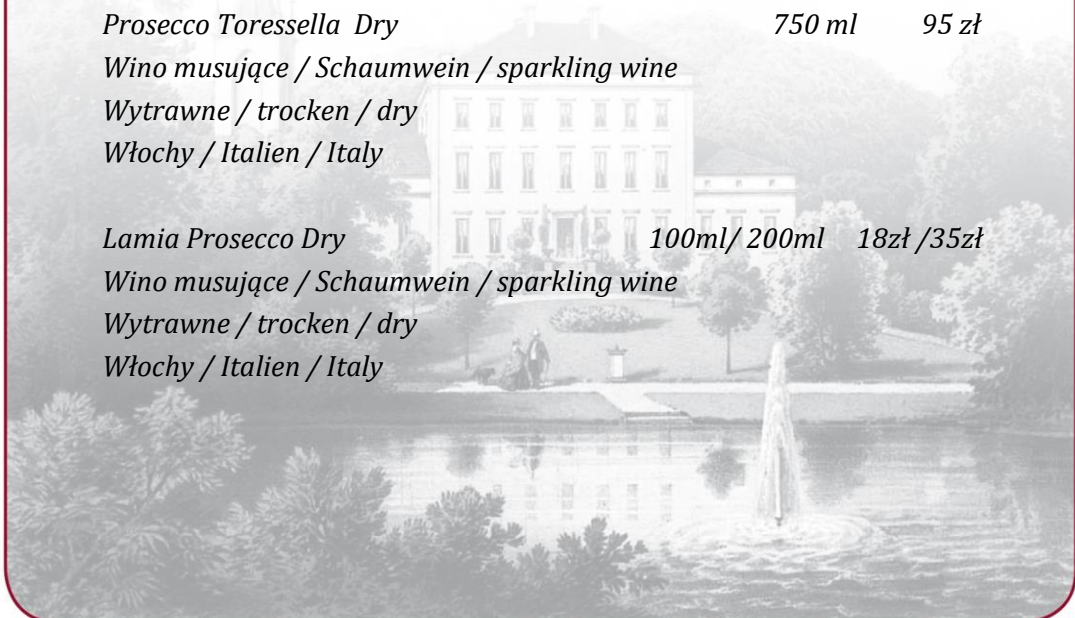 Prosecco Toressella Dry 750 ml 95 zł
Wino musujące / Schaumwein / sparkling wine
Wytrawne / trocken / dry
Włochy / Italien / Italy
Lamia Prosecco Dry 100ml/ 200ml 18zł /35zł
Wino musujące / Schaumwein / sparkling wine
Wytrawne / trocken / dry
Włochy / Italien / Italy